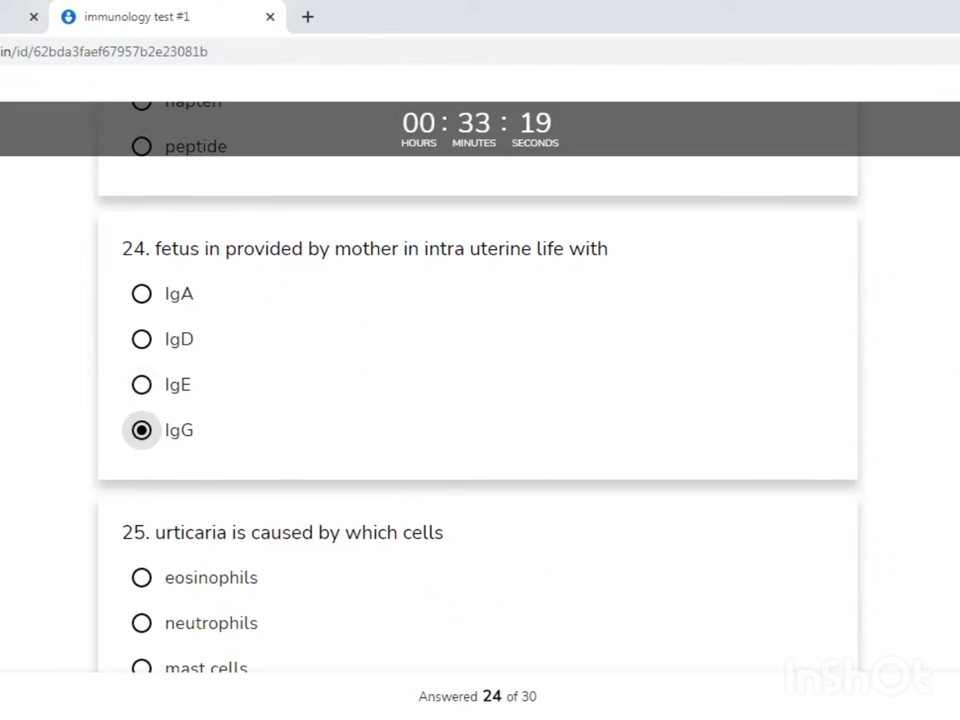 immunology test #1
in/id/62bda3faef67957b2e23081b
hapten
00 : 33 : 19
HOURS MINUTES SECONDS
peptide
24. fetus in provided by mother in intra uterine life with
IgA
IgD
IgE
IgG
25. urticaria is caused by which cells
eosinophils
neutrophils
mast cells
InShOt
Answered 24 of 30